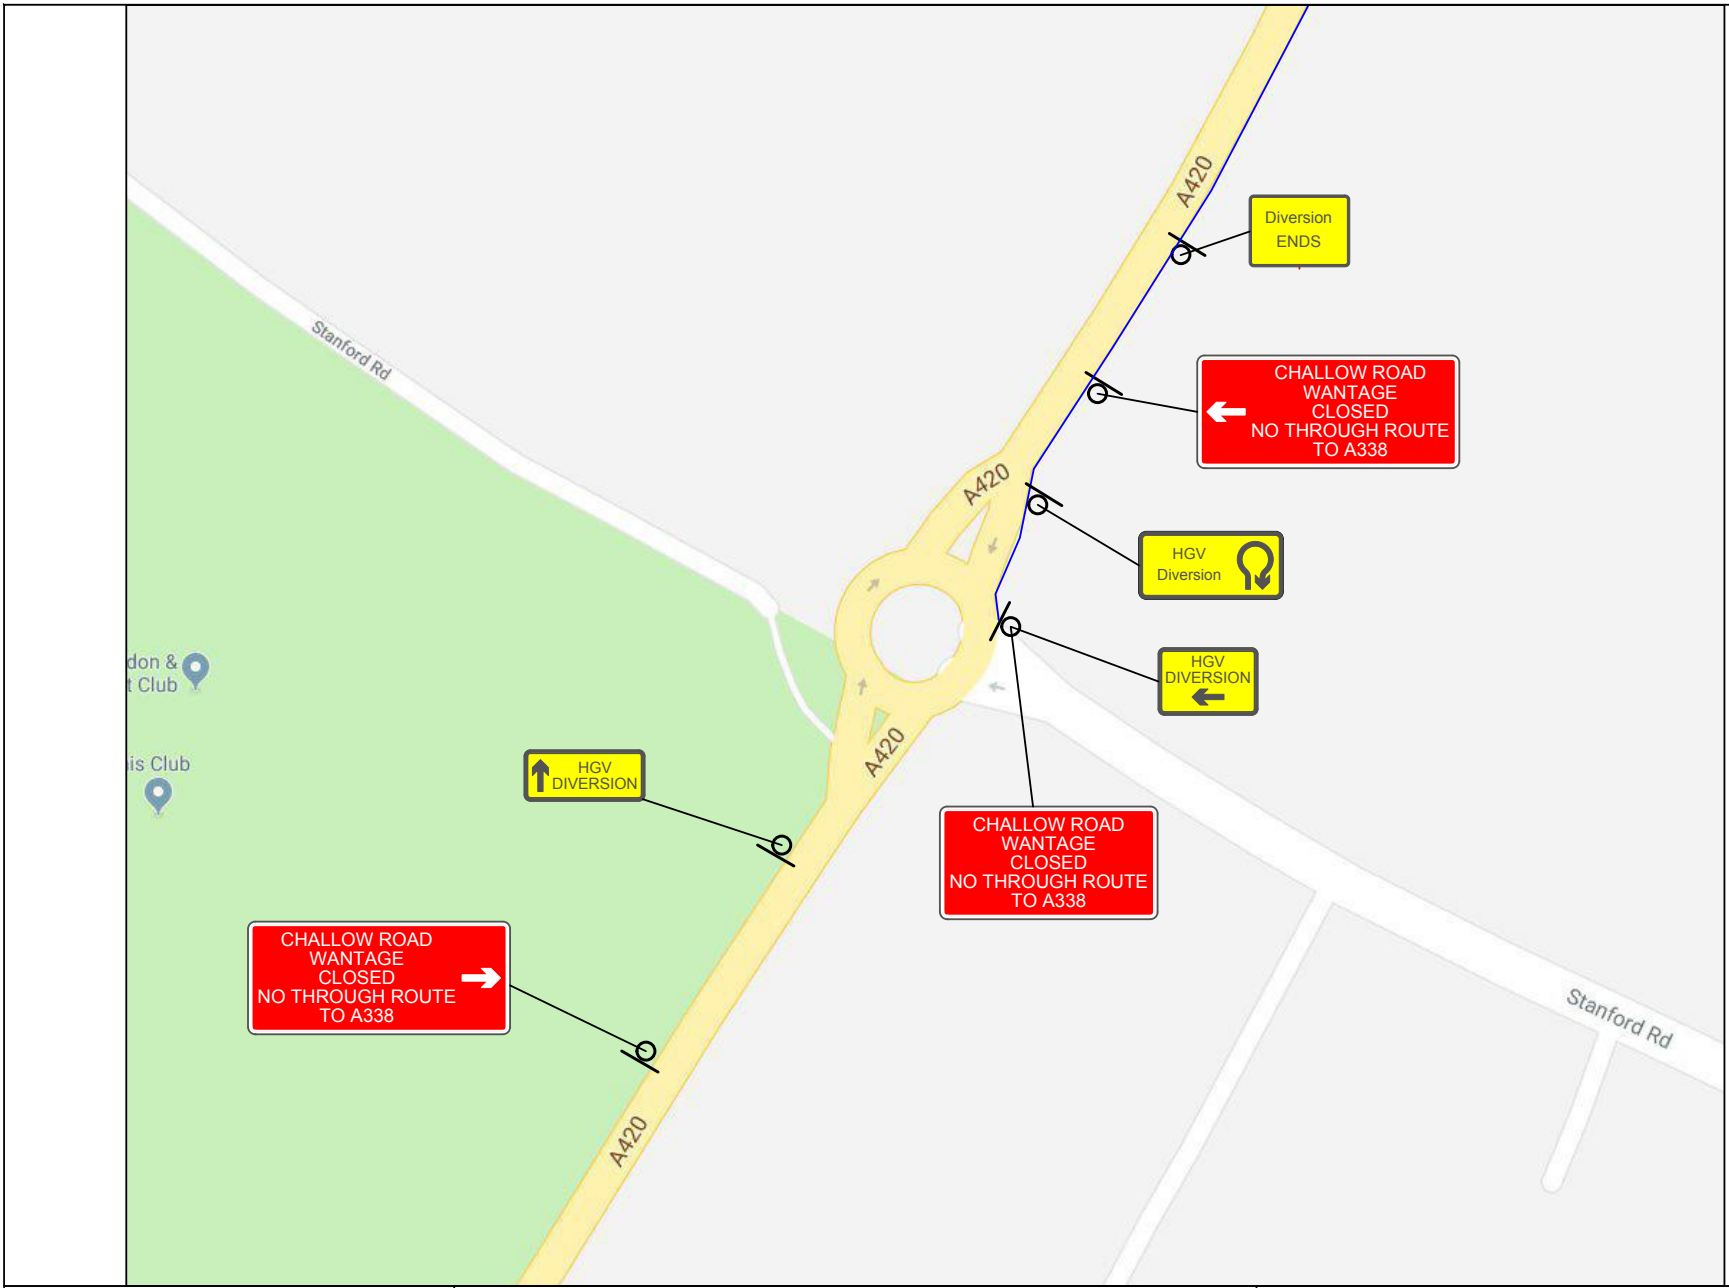 A420
Diversion
ENDS
Stanford Rd
CHALLOW ROAD
WANTAGE
CLOSED
NO THROUGH ROUTE
TO A338
A420
HGV
Diversion
HGV
DIVERSION
don &
t Club
A420
HGV
DIVERSION
is Club
CHALLOW ROAD
WANTAGE
CLOSED
NO THROUGH ROUTE
TO A338
CHALLOW ROAD
WANTAGE
CLOSED
NO THROUGH ROUTE
TO A338
Stanford Rd
A420